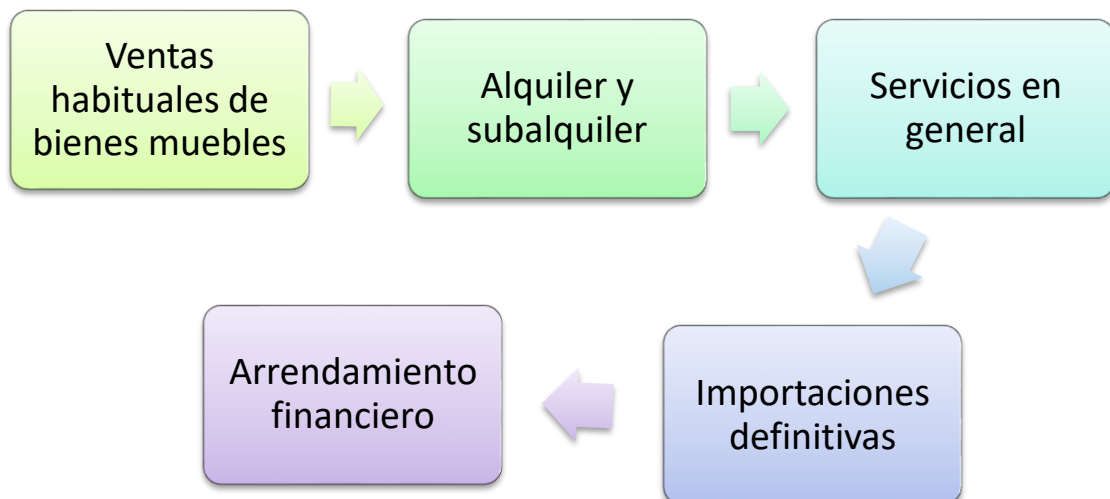 Ventas
habituales de
bienes muebles
Alquiler y
subalquiler
Servicios en
general
Importaciones
definitivas
Arrendamiento
financiero